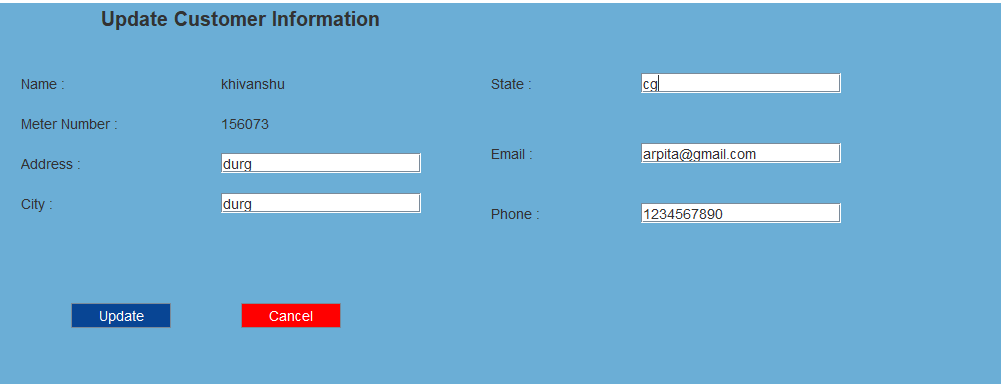 Update Customer Information
Name : khivanshu
State : cg
Meter Number : 156073
Address : durg
Email : arpita@gmail.com
City : durg
Phone : 1234567890
Update Cancel